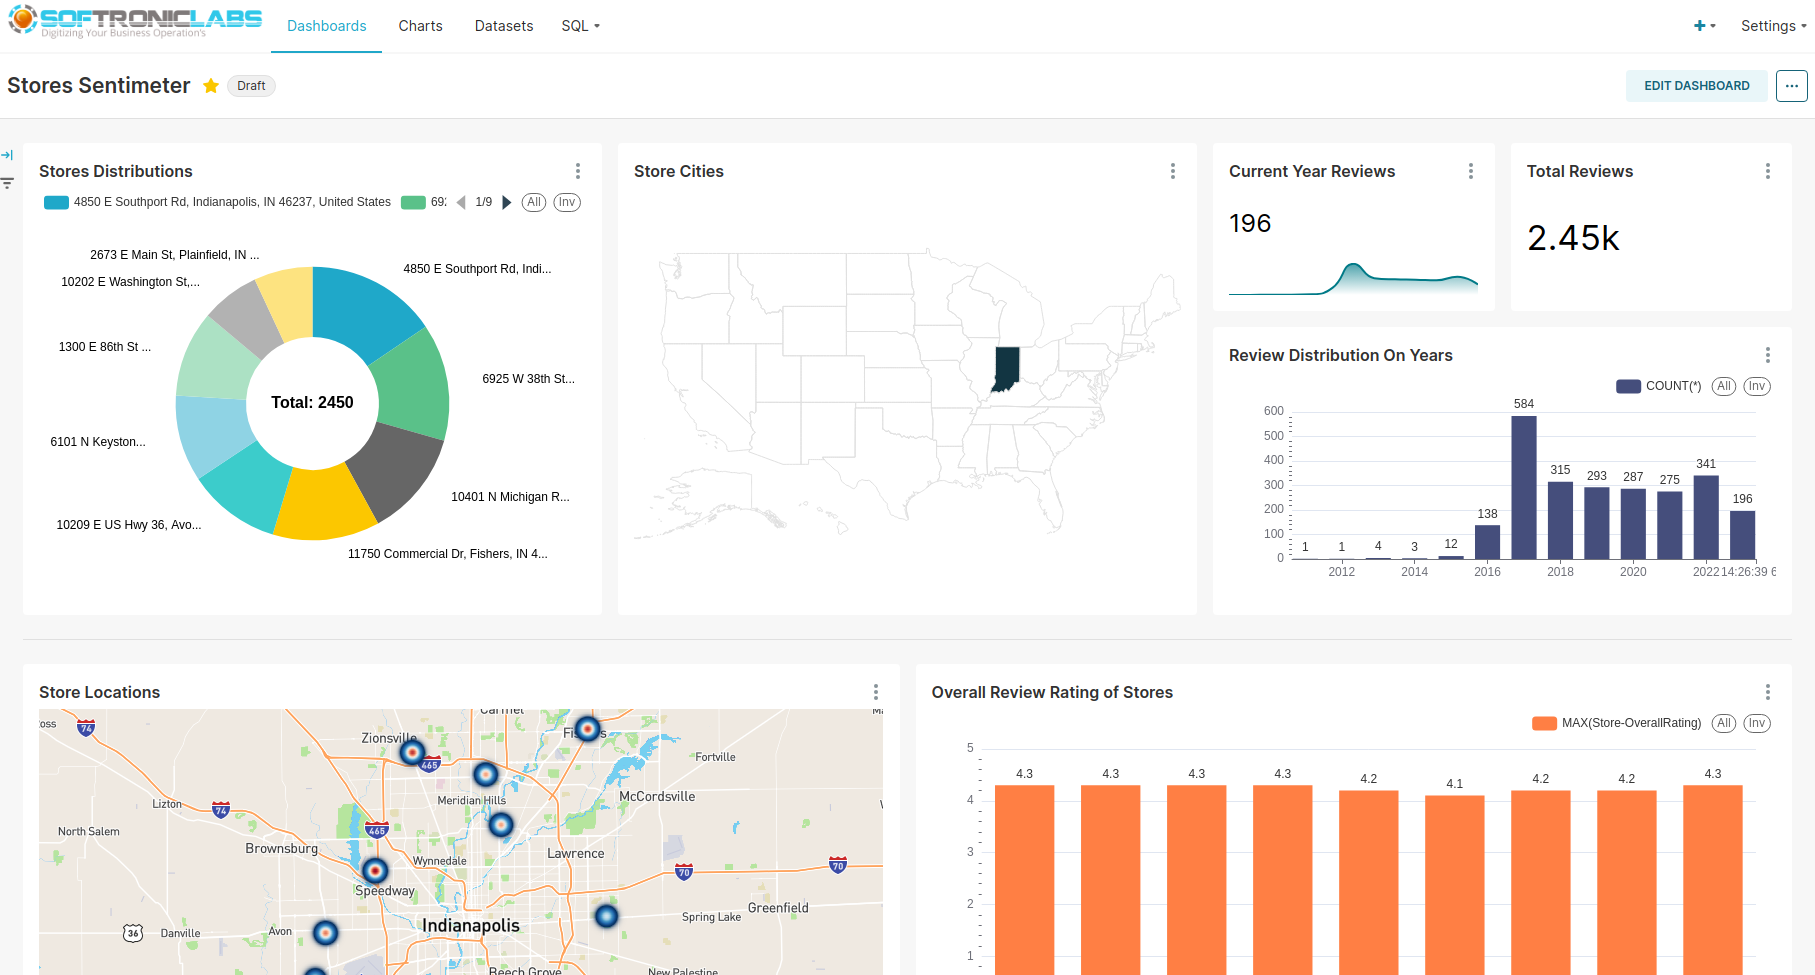 SOFTRONICLABS
Digitizing Your Business Operation's
Dashboards
Charts
Datasets
SQL
Settings
Stores Sentimeter
Draft
EDIT DASHBOARD
Stores Distributions
4850 E Southport Rd, Indianapolis, IN 46237, United States
1/9
All
Inv
2673 E Main St, Plainfield, IN ...
4850 E Southport Rd, Indi...
10202 E Washington St,...
1300 E 86th St ...
6925 W 38th St...
Total: 2450
6101 N Keyston...
10401 N Michigan R...
10209 E US Hwy 36, Avo...
11750 Commercial Dr, Fishers, IN 4...
Store Cities
Current Year Reviews
196
Total Reviews
2.45k
Review Distribution On Years
COUNT(*)
All
Inv
600
500
400
300
200
100
0
1
1
4
3
12
138
584
315
293
287
275
341
196
2012
2014
2016
2018
2020
2022
14:26:39
Store Locations
74
Carmel
Zionsville
465
Fishers
Fortville
Lizton
74
Meridian Hills
McCordsville
North Salem
465
Brownsburg
Wynnedale
Lawrence
70
70
Speedway
Greenfield
Spring Lake
Indianapolis
36
Danville
Avon
Beech Grove
New Palestine
Overall Review Rating of Stores
MAX(Store-OverallRating)
All
Inv
5
4
3
2
1
4.3
4.3
4.3
4.3
4.2
4.1
4.2
4.2
4.3